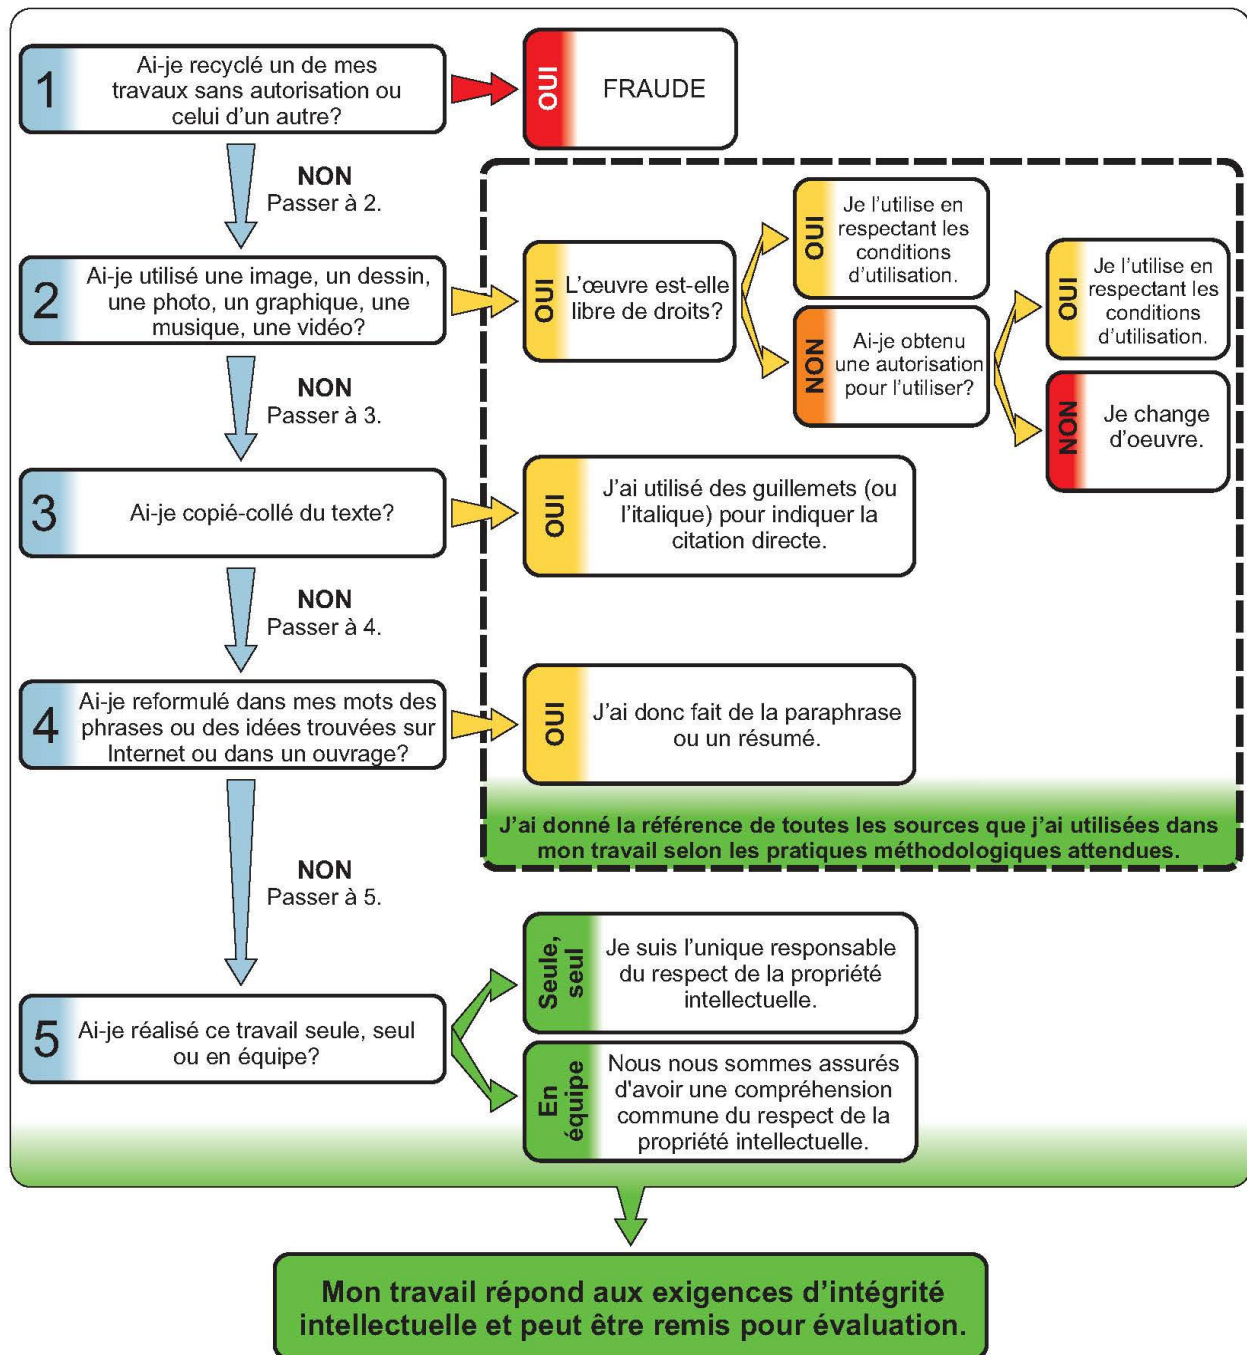 1
Ai-je recyclé un de mes
travaux sans autorisation ou
celui d'un autre?
OUI
FRAUDE
NON
Passer à 2.
2
Ai-je utilisé une image, un dessin,
une photo, un graphique, une
musique, une vidéo?
OUI
L'œuvre est-elle
libre de droits?
OUI
Je l'utilise en
respectant les
conditions
d'utilisation.
NON
Ai-je obtenu
une autorisation
pour l'utiliser?
OUI
Je l'utilise en
respectant les
conditions
d'utilisation.
NON
Je change
d'oeuvre.
NON
Passer à 3.
3
Ai-je copié-collé du texte?
OUI
J'ai utilisé des guillemets (ou
l'italique) pour indiquer la
citation directe.
NON
Passer à 4.
4
Ai-je reformulé dans mes mots des
phrases ou des idées trouvées sur
Internet ou dans un ouvrage?
OUI
J'ai donc fait de la paraphrase
ou un résumé.
J'ai donné la référence de toutes les sources que j'ai utilisées dans
mon travail selon les pratiques méthodologiques attendues.
NON
Passer à 5.
5
Ai-je réalisé ce travail seule, seul
ou en équipe?
Seule,
seul
Je suis l'unique responsable
du respect de la propriété
intellectuelle.
En
équipe
Nous nous sommes assurés
d'avoir une compréhension
commune du respect de la
propriété intellectuelle.
Mon travail répond aux exigences d'intégrité
intellectuelle et peut être remis pour évaluation.